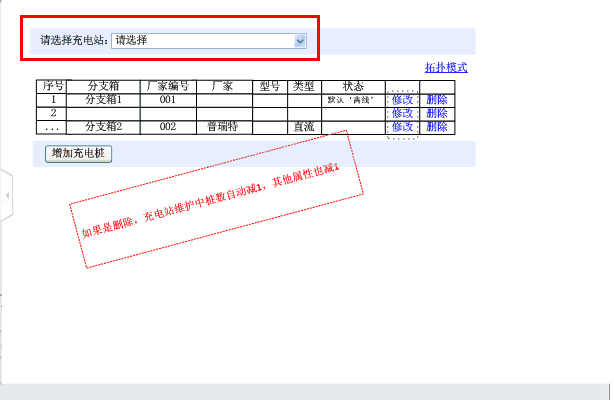 请选择充电站: 请选择
拓扑模式
序号 分支箱 厂家编号 厂家 型号 类型 状态 ......
1 分支箱1 001 默认‘离线’ 修改 删除
2 修改 删除
... 分支箱2 002 普瑞特 直流 修改 删除
增加充电桩
如果是删除，充电站维护中桩数自动减1，其他属性也减1